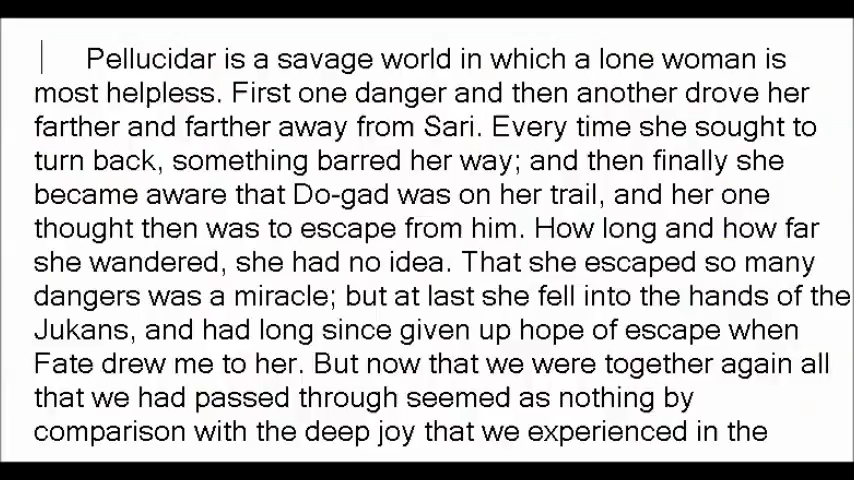 Pellucidar is a savage world in which a lone woman is
most helpless. First one danger and then another drove her
farther and farther away from Sari. Every time she sought to
turn back, something barred her way; and then finally she
became aware that Do-gad was on her trail, and her one
thought then was to escape from him. How long and how far
she wandered, she had no idea. That she escaped so many
dangers was a miracle; but at last she fell into the hands of the
Jukans, and had long since given up hope of escape when
Fate drew me to her. But now that we were together again all
that we had passed through seemed as nothing by
comparison with the deep joy that we experienced in the